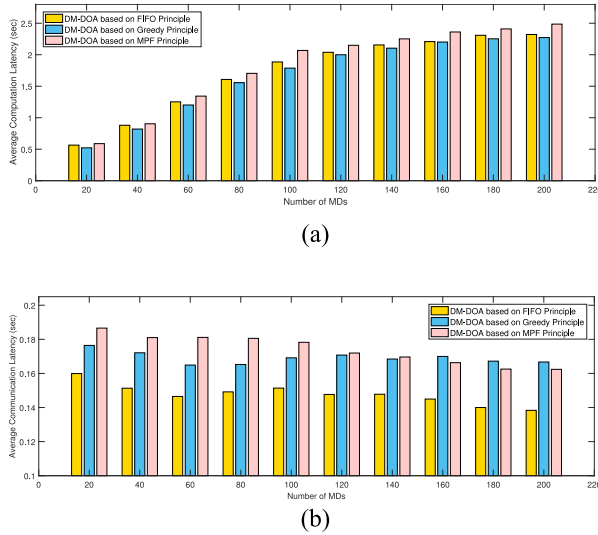 DM-DOA based on FIFO Principle
DM-DOA based on Greedy Principle
DM-DOA based on MPF Principle
Average Computation Latency (sec)
2.5
2
1.5
1
0.5
0
0 20 40 60 80 100 120 140 160 180 200 220
Number of MDs
(a)
DM-DOA based on FIFO Principle
DM-DOA based on Greedy Principle
DM-DOA based on MPF Principle
Average Communication Latency (sec)
0.2
0.18
0.16
0.14
0.12
0.1
0 20 40 60 80 100 120 140 160 180 200 220
Number of MDs
(b)